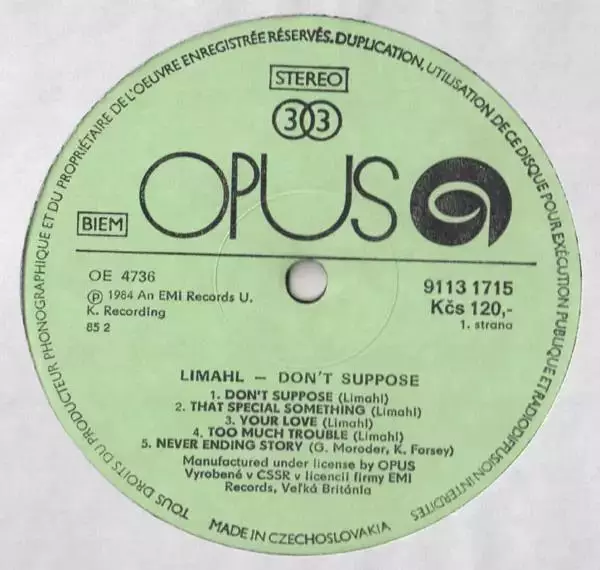 TOUS DROITS DU PRODUCTEUR PHONOGRAPHIQUE ET DU PROPRIÉTAIRE DE L'OEUVRE ENREGISTRÉE RÉSERVÉS. DUPLICATION, UTILISATION DE CE DISQUE POUR EXÉCUTION PUBLIQUE ET RADIODIFFUSION INTERDITES
STEREO
33
OPUS
BIEM
OE 4736
Ⓟ 1984 An EMI Records U.
K. Recording
85 2
9113 1715
Kčs 120,-
1. strana
LIMAHL – DON'T SUPPOSE
1. DON'T SUPPOSE (Limahl)
2. THAT SPECIAL SOMETHING (Limahl)
3. YOUR LOVE (Limahl)
4. TOO MUCH TROUBLE (Limahl)
5. NEVER ENDING STORY (G. Moroder, K. Forsey)
Manufactured under license by OPUS
Vyrobené v ČSSR v licencii firmy EMI
Records, Veľká Británia
MADE IN CZECHOSLOVAKIA